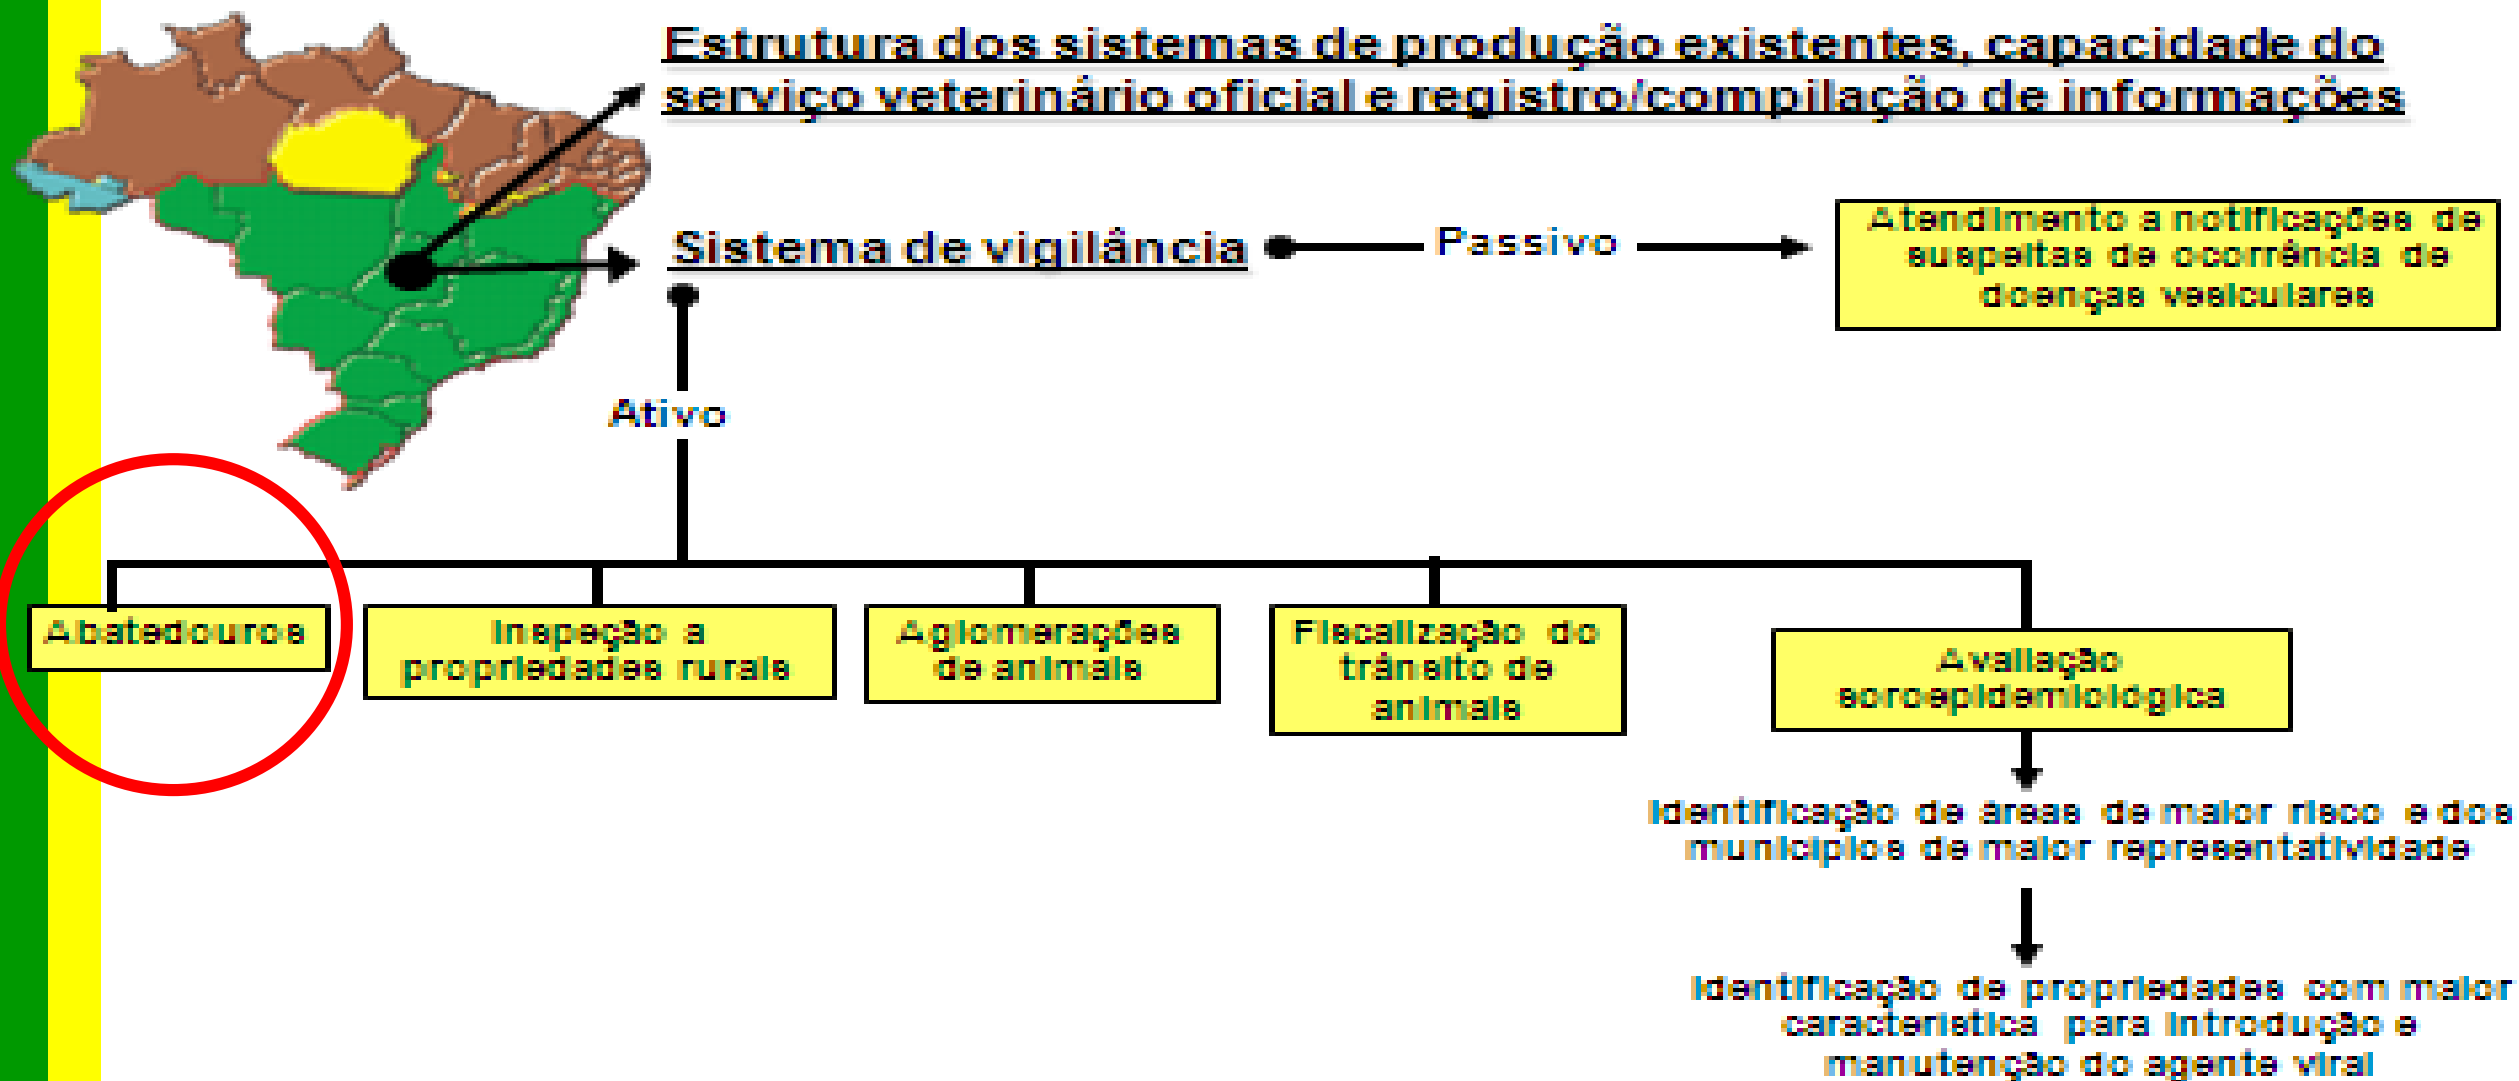 Estrutura dos sistemas de produção existentes, capacidade do
serviço veterinário oficial e registro/compilação de informações
Sistema de vigilância
Passivo
Atendimento a notificações de
suspeitas de ocorrência de
doenças vesiculares
Ativo
Abatedouros
Inspeção a
propriedades rurais
Aglomerações
de animais
Fiscalização do
trânsito de
animais
Avaliação
soroepidemiológica
Identificação de áreas de maior risco e dos
municípios de maior representatividade
Identificação de propriedades com maior
característica para introdução e
manutenção do agente viral